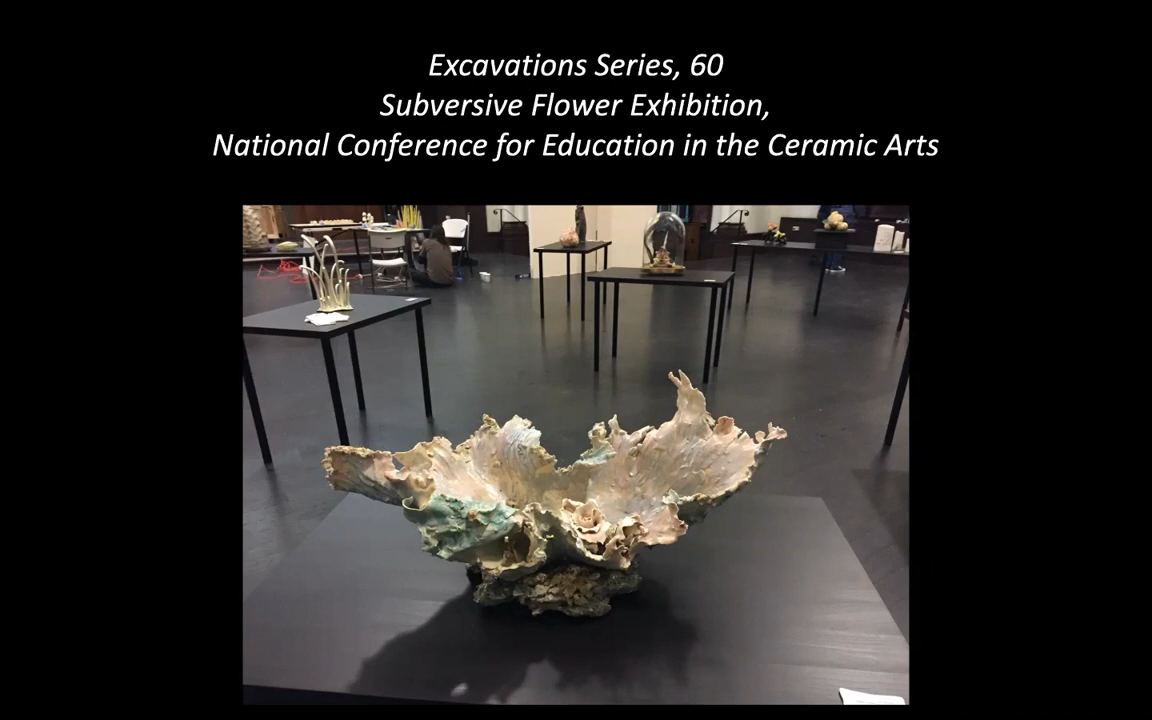 Excavations Series, 60
Subversive Flower Exhibition,
National Conference for Education in the Ceramic Arts